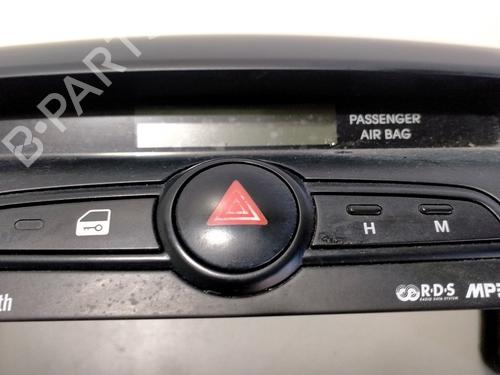 B-PARTS
PASSENGER
AIR BAG
H M
th
R·D·S MP3
RADIO DATA SYSTEM